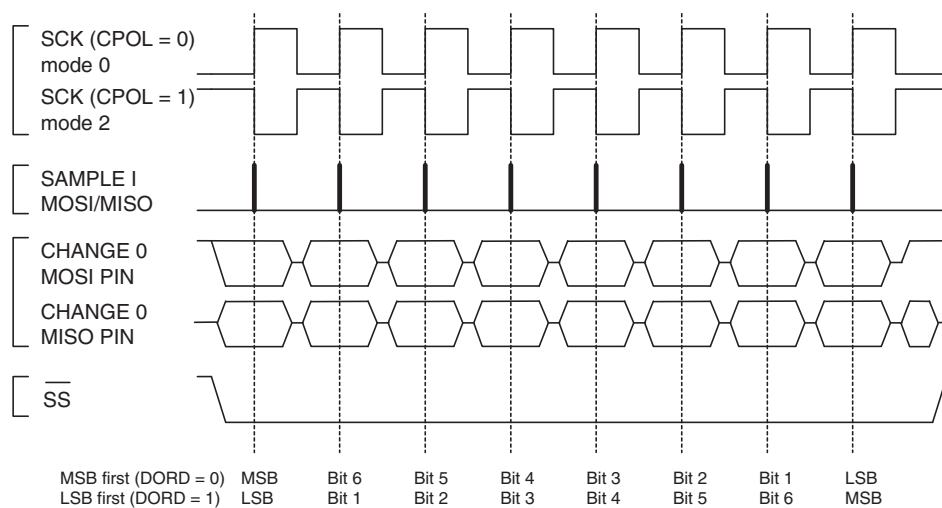 SCK (CPOL = 0)
mode 0
SCK (CPOL = 1)
mode 2
SAMPLE I
MOSI/MISO
CHANGE 0
MOSI PIN
CHANGE 0
MISO PIN
SS
MSB first (DORD = 0) MSB Bit 6 Bit 5 Bit 4 Bit 3 Bit 2 Bit 1 LSB
LSB first (DORD = 1) LSB Bit 1 Bit 2 Bit 3 Bit 4 Bit 5 Bit 6 MSB